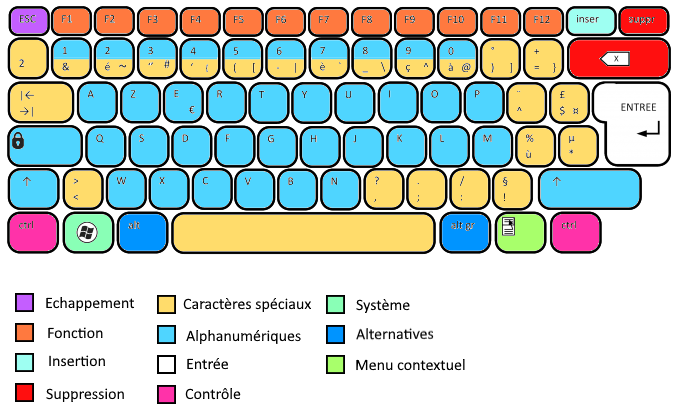 ESC F1 F2 F3 F4 F5 F6 F7 F8 F9 F10 F11 F12 inser suppr
2 1 & 2 é ~ 3 " # 4 ' ( 5 ( [ 6 - | 7 è ` 8 _ \ 9 ç ^ 0 à @ ° ) ] + = } x
|← →| A Z E € R T Y U I O P ¨ ^ £ $ ¤ ENTREE
Q S D F G H J K L M % ù µ *
↑ > < W X C V B N ? , . ; / : § ! ↑
ctrl alt alt gr ctrl
Echappement Caractères spéciaux Système
Fonction Alphanumériques Alternatives
Insertion Entrée Menu contextuel
Suppression Contrôle